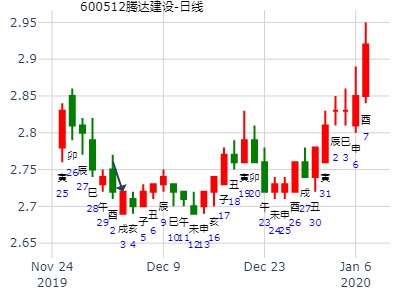 600512腾达建设-日线
2.95
2.9
2.85
2.8
2.75
2.7
2.65
寅
25
卯
26
辰
27
巳
28
午
29
酉
2
戌
3
亥
4
子
5
丑
6
辰
9
巳
10
午
11
未
12
申
13
亥
16
子
17
丑
18
寅
19
卯
20
午
23
未
24
申
25
酉
26
戌
27
丑
30
寅
31
辰
2
巳
3
申
6
酉
7
Nov 24
2019
Dec 9
Dec 23
Jan 6
2020